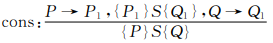 cons: P → P₁, {P₁} S {Q₁}, Q → Q₁
{P} S {Q}